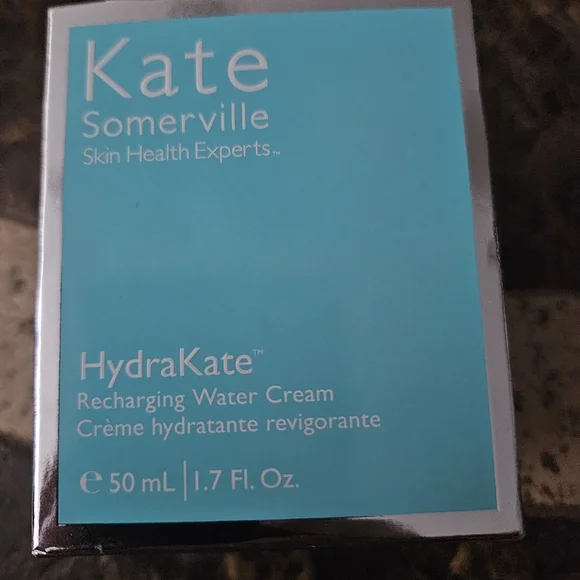 Kate
Somerville
Skin Health Experts™
HydraKate™
Recharging Water Cream
Crème hydratante revigorante
℮ 50 mL | 1.7 Fl. Oz.